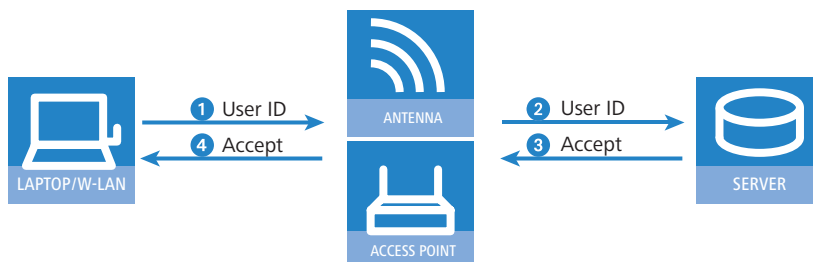 1 User ID
4 Accept
LAPTOP/W-LAN
ANTENNA
ACCESS POINT
2 User ID
3 Accept
SERVER